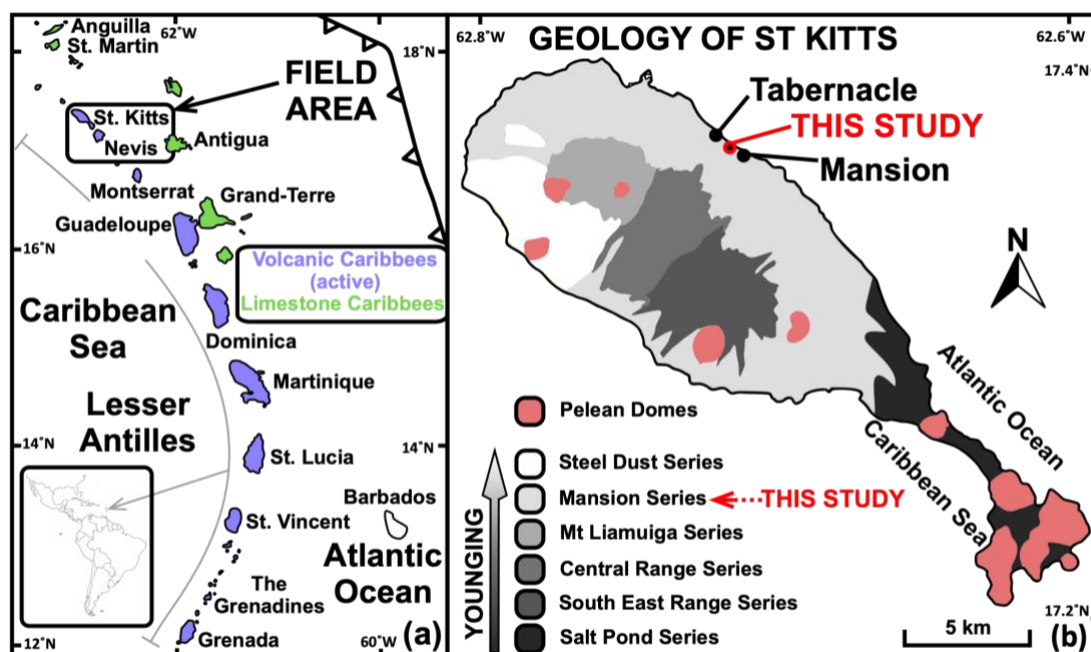 Anguilla
St. Martin
62°W
18°N
FIELD
AREA
St. Kitts
Nevis
Antigua
Montserrat
Grand-Terre
Guadeloupe
16°N
Volcanic Caribbees
(active)
Limestone Caribbees
Caribbean
Sea
Dominica
Martinique
Lesser
Antilles
14°N
14°N
St. Lucia
Barbados
St. Vincent
Atlantic
Ocean
The
Grenadines
Grenada
12°N
60°W
(a)
62.8°W
62.6°W
GEOLOGY OF ST KITTS
17.4°N
Tabernacle
THIS STUDY
Mansion
N
Atlantic Ocean
Caribbean Sea
Pelean Domes
YOUNGING
Steel Dust Series
Mansion Series
THIS STUDY
Mt Liamuiga Series
Central Range Series
South East Range Series
Salt Pond Series
17.2°N
5 km
(b)